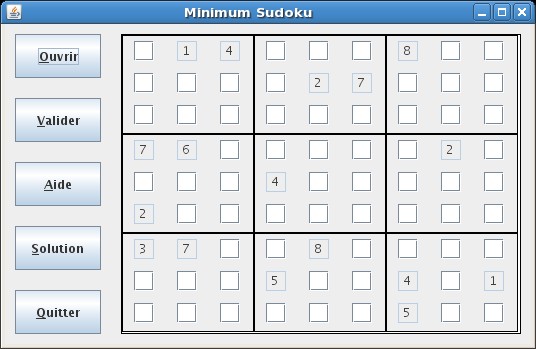 Minimum Sudoku
Ouvrir
Valider
Aide
Solution
Quitter
1 4 8
2 7
7 6 2
4
2
3 7 8
5 4 1
5